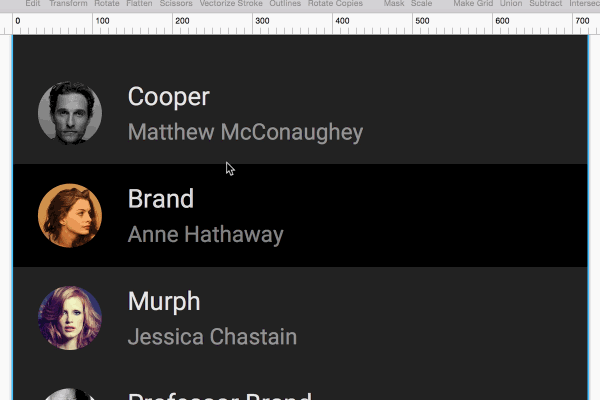 Edit Transform Rotate Flatten Scissors Vectorize Stroke Outlines Rotate Copies Mask Scale Make Grid Union Subtract Intersec
0 100 200 300 400 500 600 700
Cooper
Matthew McConaughey
Brand
Anne Hathaway
Murph
Jessica Chastain
Professor Brand